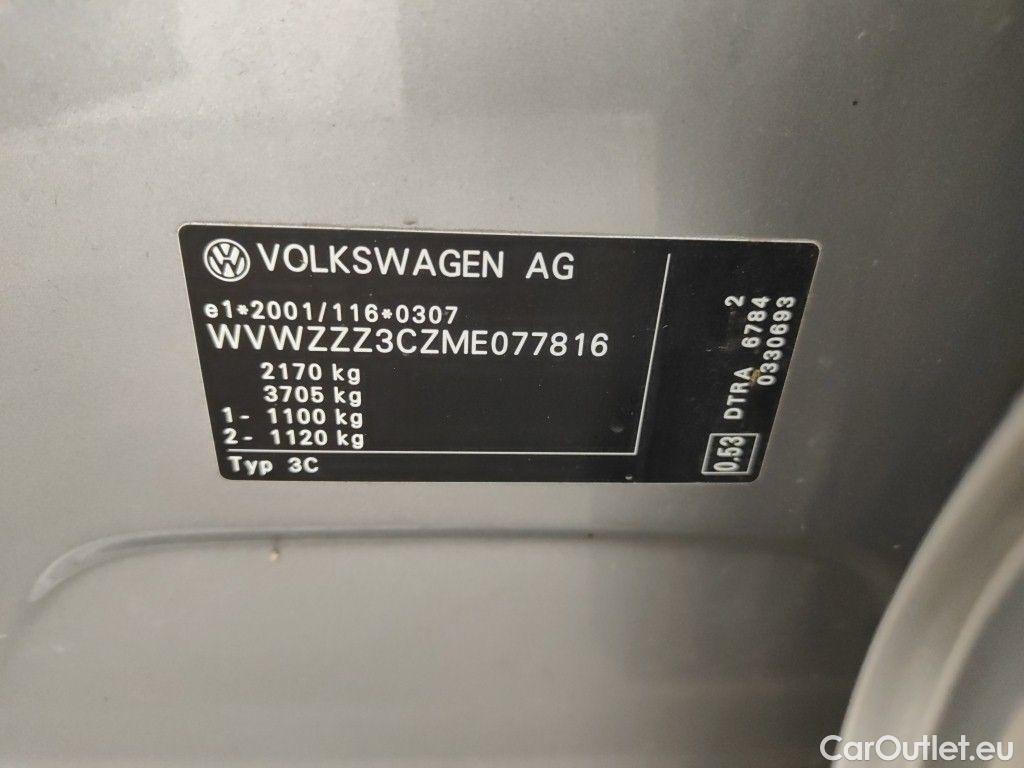 VOLKSWAGEN AG
e1*2001/116*0307
WVWZZZ3CZME077816
2170 kg
3705 kg
1- 1100 kg
2- 1120 kg
Typ 3C
2
0.53 DTRA 6784
0330693
CarOutlet.eu